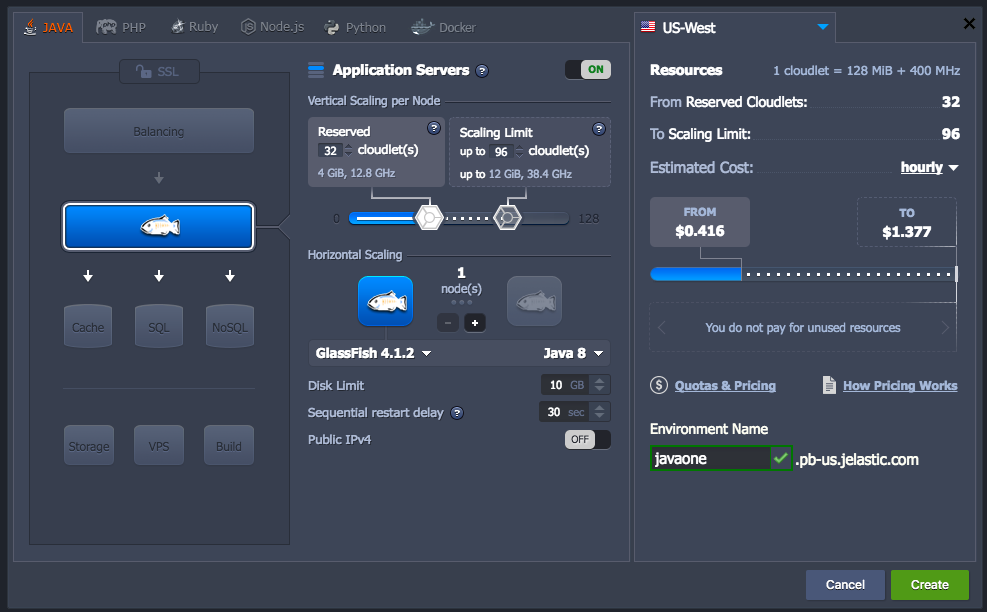 JAVA
PHP
Ruby
Node.js
Python
Docker
US-West
SSL
Balancing
Cache
SQL
NoSQL
Storage
VPS
Build
Application Servers ?
ON
Vertical Scaling per Node
Reserved ?
32 cloudlet(s)
4 GiB, 12.8 GHz
Scaling Limit ?
up to 96 cloudlet(s)
up to 12 GiB, 38.4 GHz
0
128
Horizontal Scaling
1
node(s)
GlassFish 4.1.2
Java 8
Disk Limit 10 GB
Sequential restart delay ? 30 sec
Public IPv4 OFF
Resources 1 cloudlet = 128 MiB + 400 MHz
From Reserved Cloudlets: 32
To Scaling Limit: 96
Estimated Cost: hourly
FROM
$0.416
TO
$1.377
You do not pay for unused resources
$ Quotas & Pricing
How Pricing Works
Environment Name
javaone .pb-us.jelastic.com
Cancel
Create